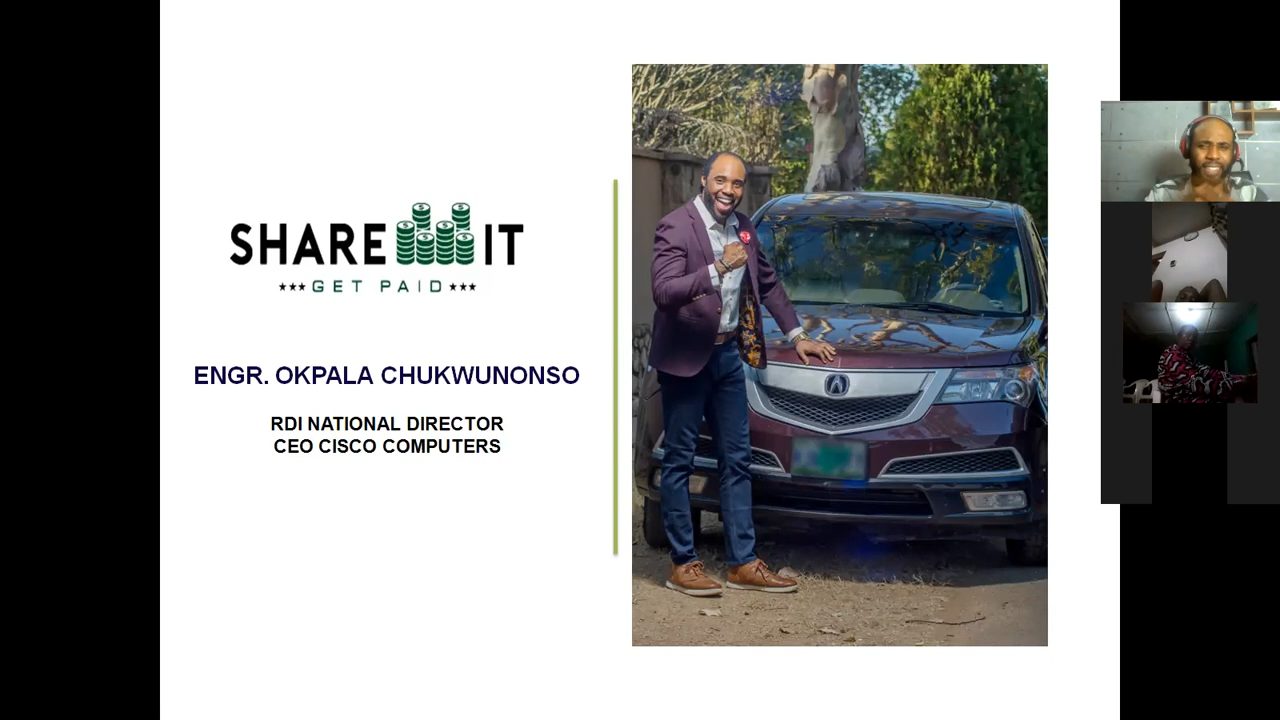 SHARE IT
★★★GET PAID★★★
ENGR. OKPALA CHUKWUNONSO
RDI NATIONAL DIRECTOR
CEO CISCO COMPUTERS